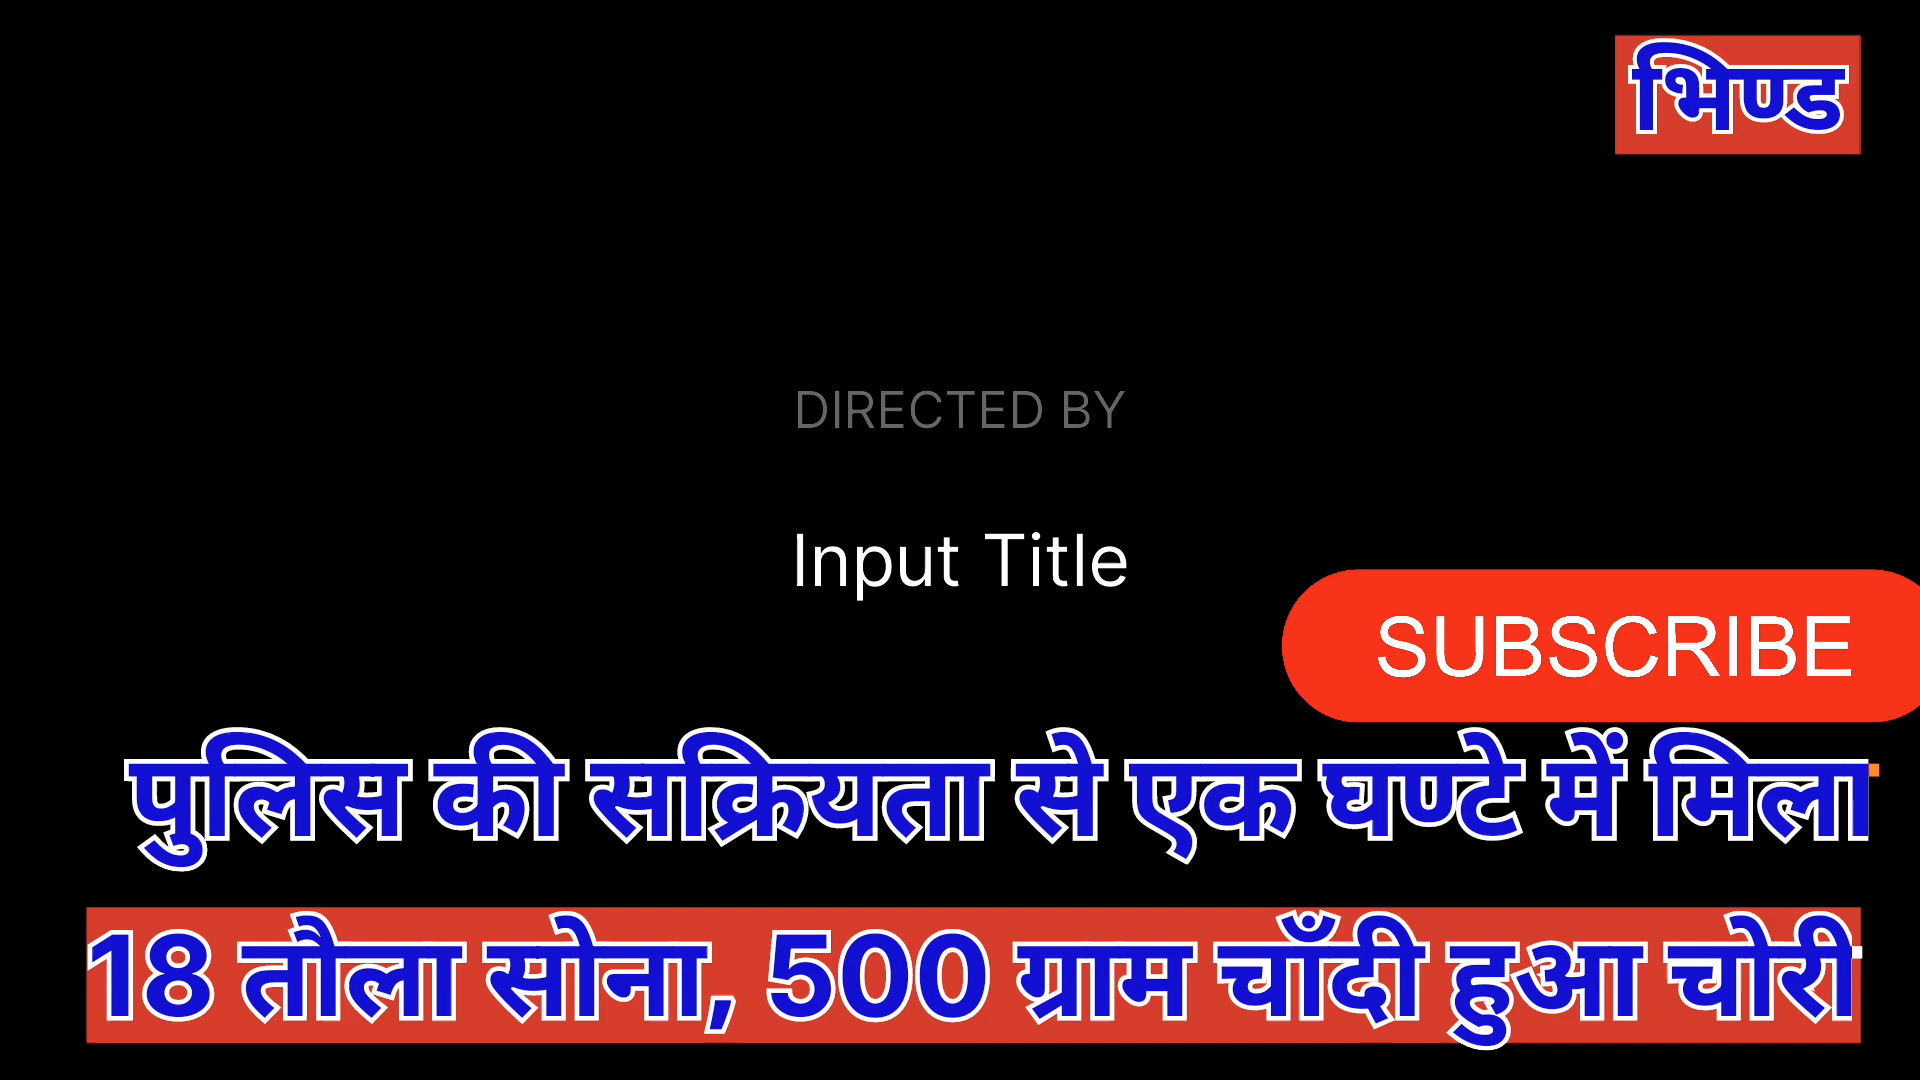 भिण्ड
DIRECTED BY
Input Title
SUBSCRIBE
पुलिस की सक्रियता से एक घण्टे में मिला
18 तौला सोना, 500 ग्राम चाँदी हुआ चोरी